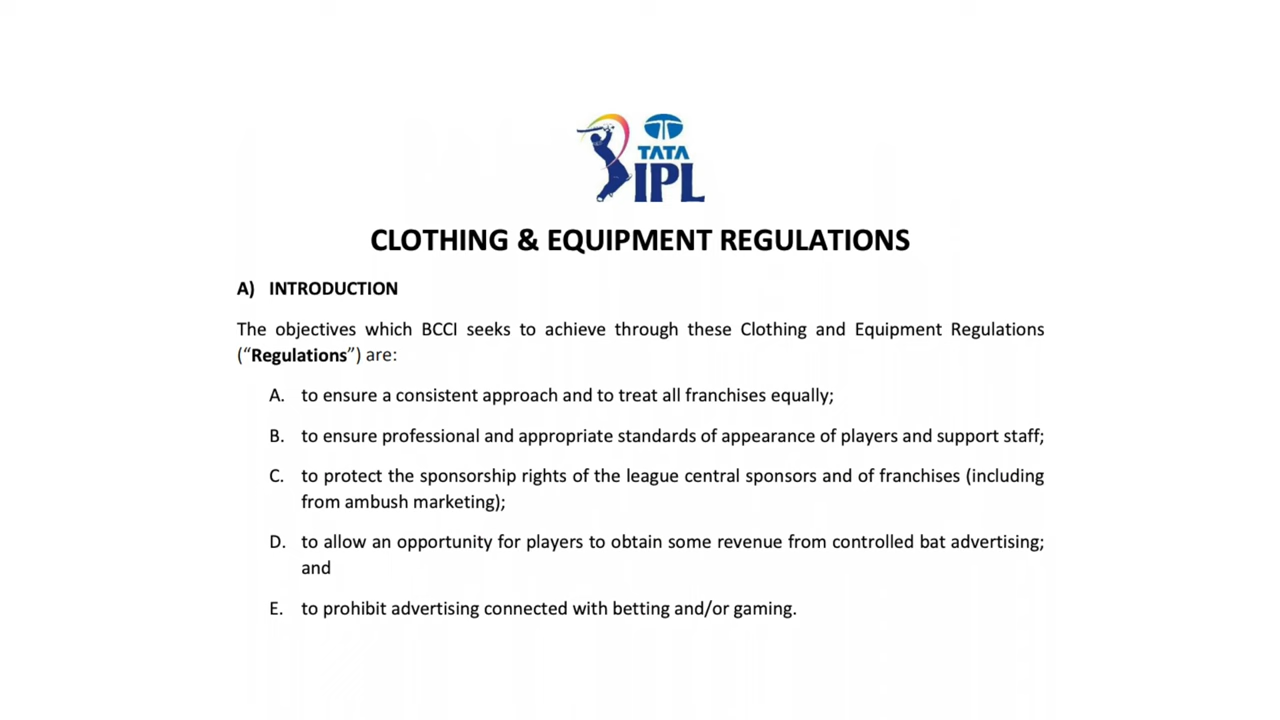 TATA
IPL
CLOTHING & EQUIPMENT REGULATIONS
A) INTRODUCTION
The objectives which BCCI seeks to achieve through these Clothing and Equipment Regulations
(“Regulations”) are:
A. to ensure a consistent approach and to treat all franchises equally;
B. to ensure professional and appropriate standards of appearance of players and support staff;
C. to protect the sponsorship rights of the league central sponsors and of franchises (including
from ambush marketing);
D. to allow an opportunity for players to obtain some revenue from controlled bat advertising;
and
E. to prohibit advertising connected with betting and/or gaming.